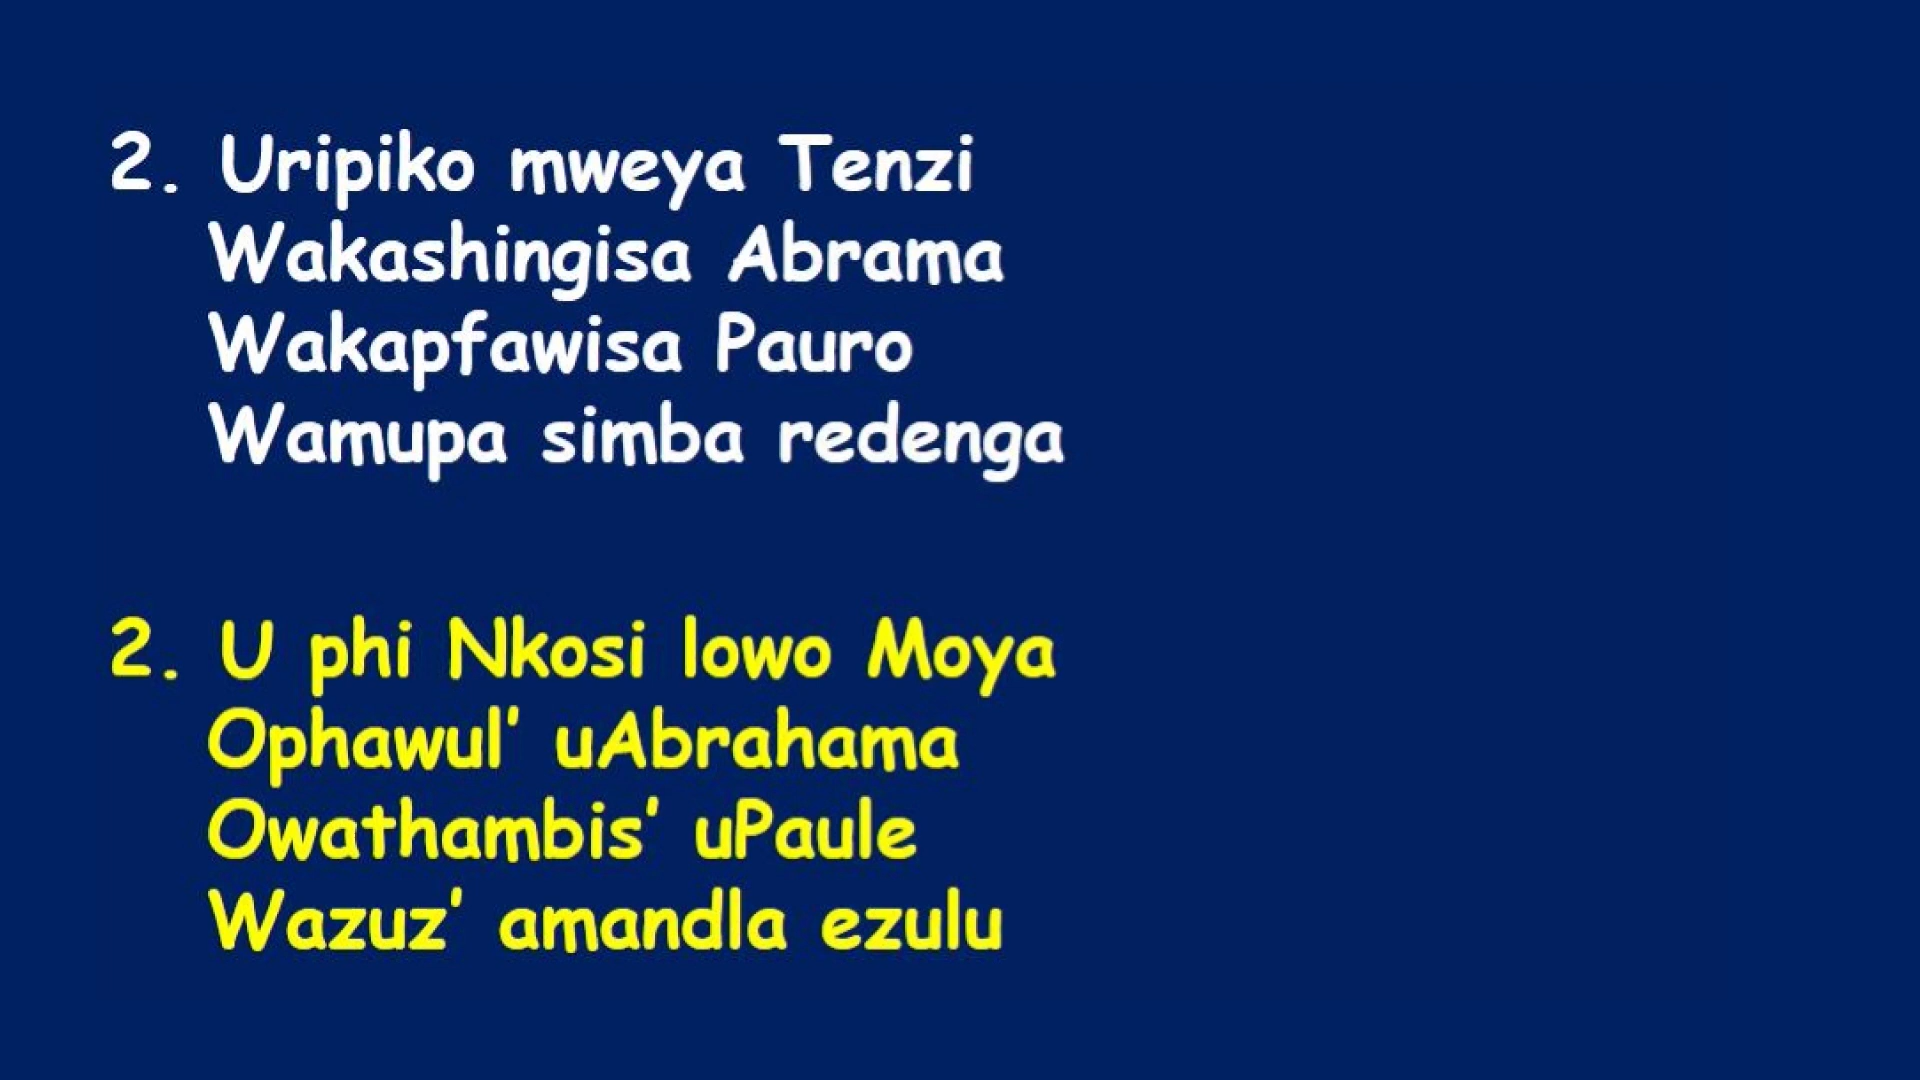 2. Uripiko mweya Tenzi
Wakashingisa Abrama
Wakapfawisa Pauro
Wamupa simba redenga
2. U phi Nkosi lowo Moya
Ophawul’ uAbrahama
Owathambis’ uPaule
Wazuz’ amandla ezulu